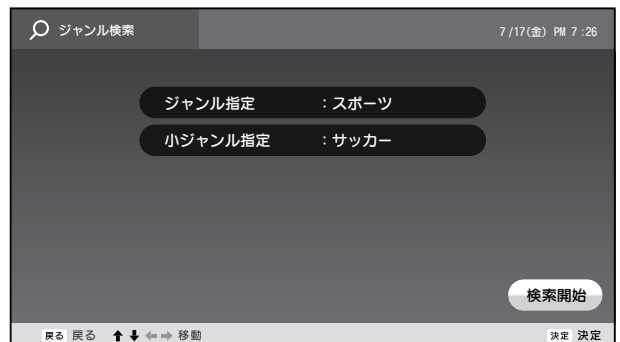 ジャンル検索
7/17(金) PM 7:26
ジャンル指定 :スポーツ
小ジャンル指定 :サッカー
検索開始
戻る 戻る ↑↓←→ 移動 決定 決定